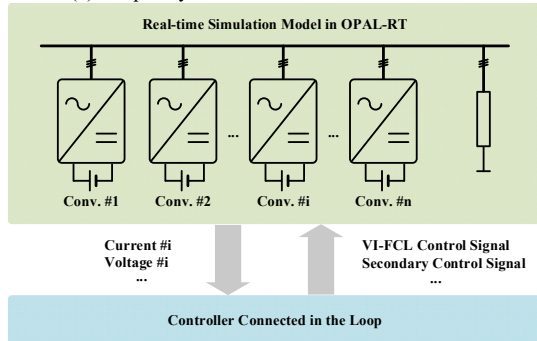 Real-time Simulation Model in OPAL-RT
... ...
Conv. #1 Conv. #2 Conv. #i Conv. #n
Current #i
Voltage #i
...
VI-FCL Control Signal
Secondary Control Signal
...
Controller Connected in the Loop